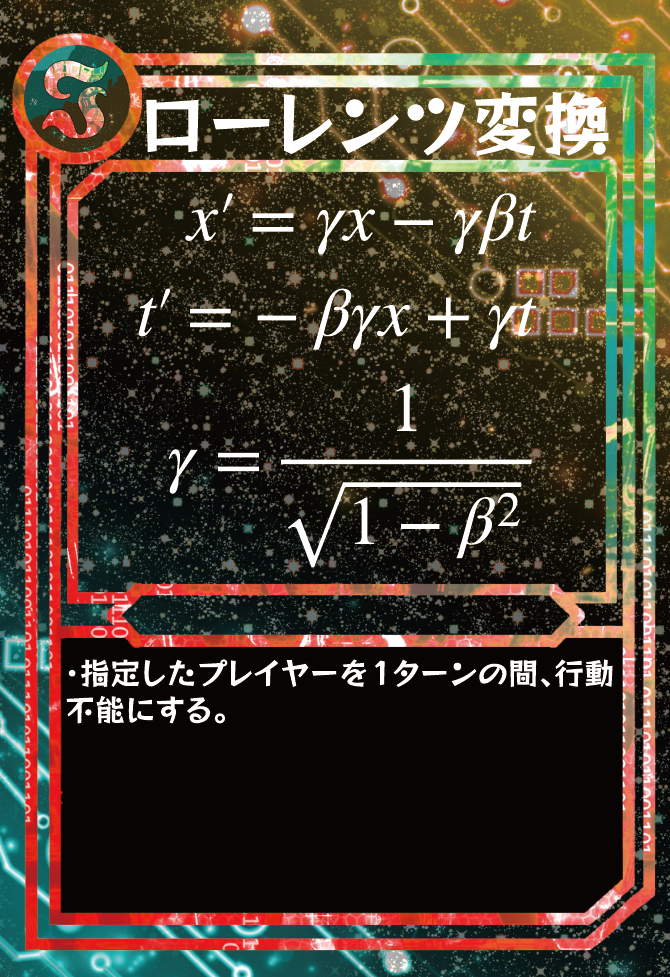 ローレンツ変換
x′ = γx − γβt
t′ = − βγx + γt
γ = 1 / √(1 − β²)
・指定したプレイヤーを1ターンの間、行動
不能にする。